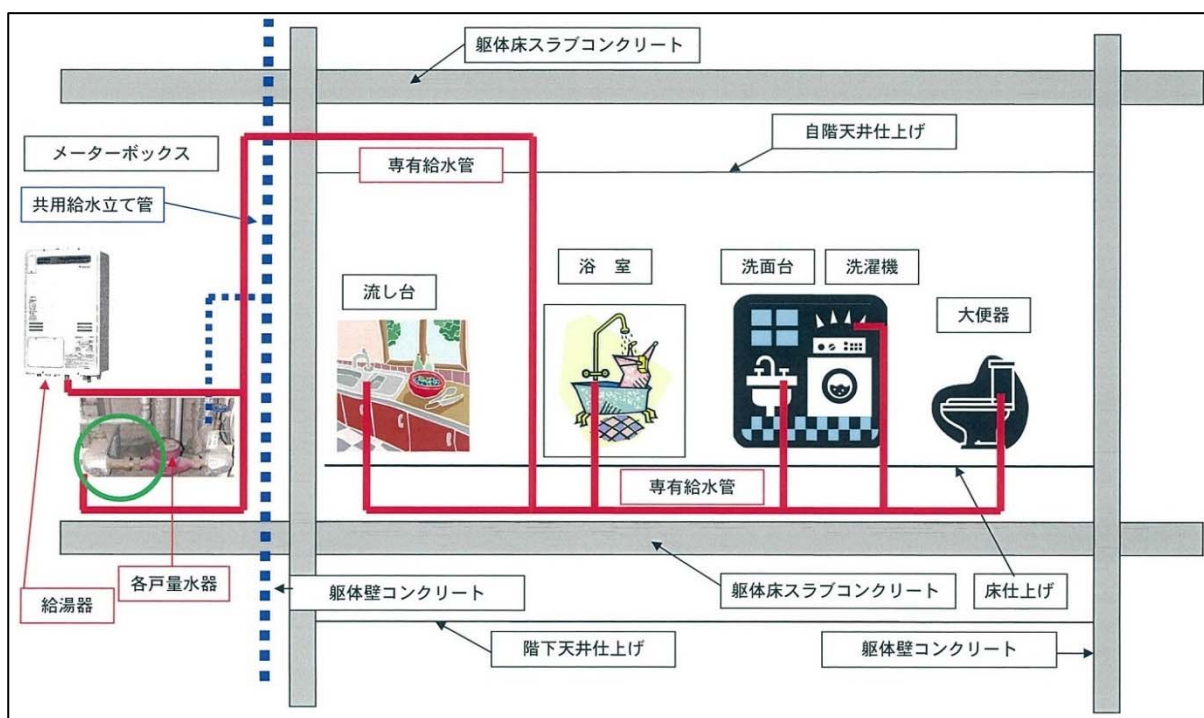 躯体床スラブコンクリート
自階天井仕上げ
メーターボックス
専有給水管
共用給水立て管
浴　室
洗面台
洗濯機
流し台
大便器
専有給水管
各戸量水器
給湯器
躯体壁コンクリート
躯体床スラブコンクリート
床仕上げ
階下天井仕上げ
躯体壁コンクリート